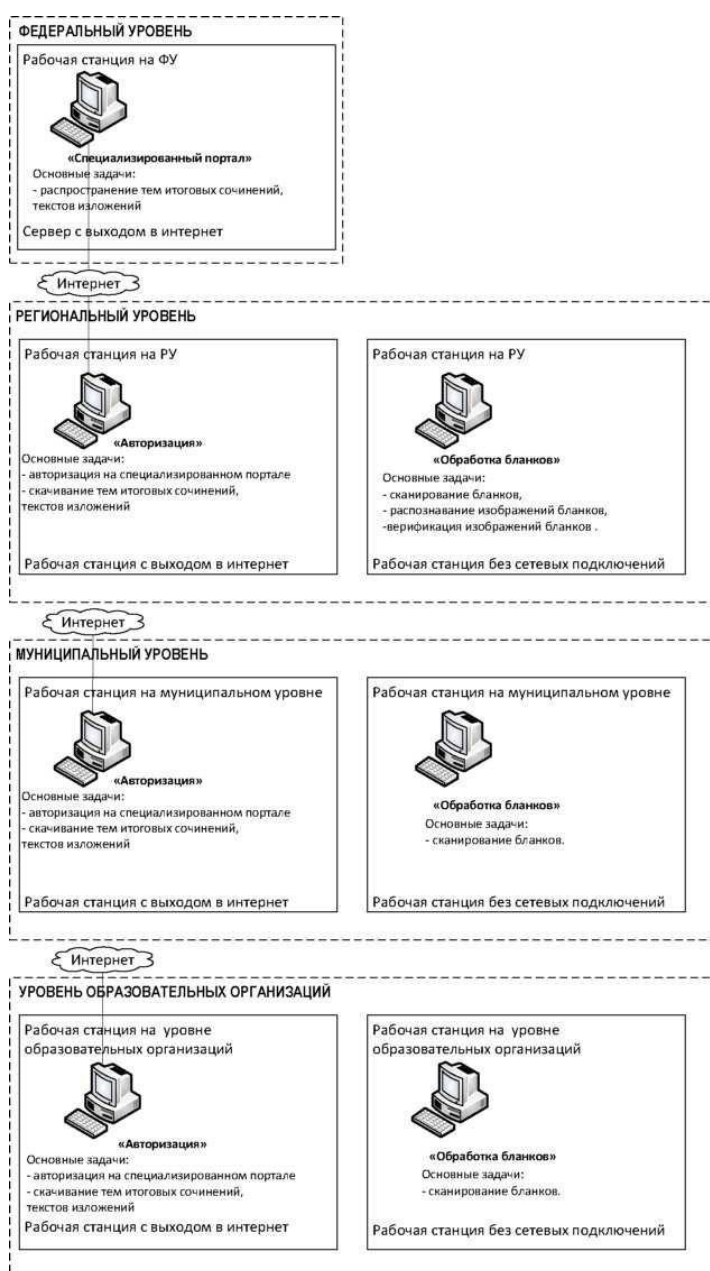 ФЕДЕРАЛЬНЫЙ УРОВЕНЬ
Рабочая станция на ФУ
«Специализированный портал»
Основные задачи:
- распространение тем итоговых сочинений,
текстов изложений
Сервер с выходом в интернет
Интернет
РЕГИОНАЛЬНЫЙ УРОВЕНЬ
Рабочая станция на РУ
«Авторизация»
Основные задачи:
- авторизация на специализированном портале
- скачивание тем итоговых сочинений,
текстов изложений
Рабочая станция с выходом в интернет
Рабочая станция на РУ
«Обработка бланков»
Основные задачи:
- сканирование бланков,
- распознавание изображений бланков,
-верификация изображений бланков .
Рабочая станция без сетевых подключений
Интернет
МУНИЦИПАЛЬНЫЙ УРОВЕНЬ
Рабочая станция на муниципальном уровне
«Авторизация»
Основные задачи:
- авторизация на специализированном портале
- скачивание тем итоговых сочинений,
текстов изложений
Рабочая станция с выходом в интернет
Рабочая станция на муниципальном уровне
«Обработка бланков»
Основные задачи:
- сканирование бланков.
Рабочая станция без сетевых подключений
Интернет
УРОВЕНЬ ОБРАЗОВАТЕЛЬНЫХ ОРГАНИЗАЦИЙ
Рабочая станция на уровне
образовательных организаций
«Авторизация»
Основные задачи:
- авторизация на специализированном портале
- скачивание тем итоговых сочинений,
текстов изложений
Рабочая станция с выходом в интернет
Рабочая станция на уровне
образовательных организаций
«Обработка бланков»
Основные задачи:
- сканирование бланков.
Рабочая станция без сетевых подключений